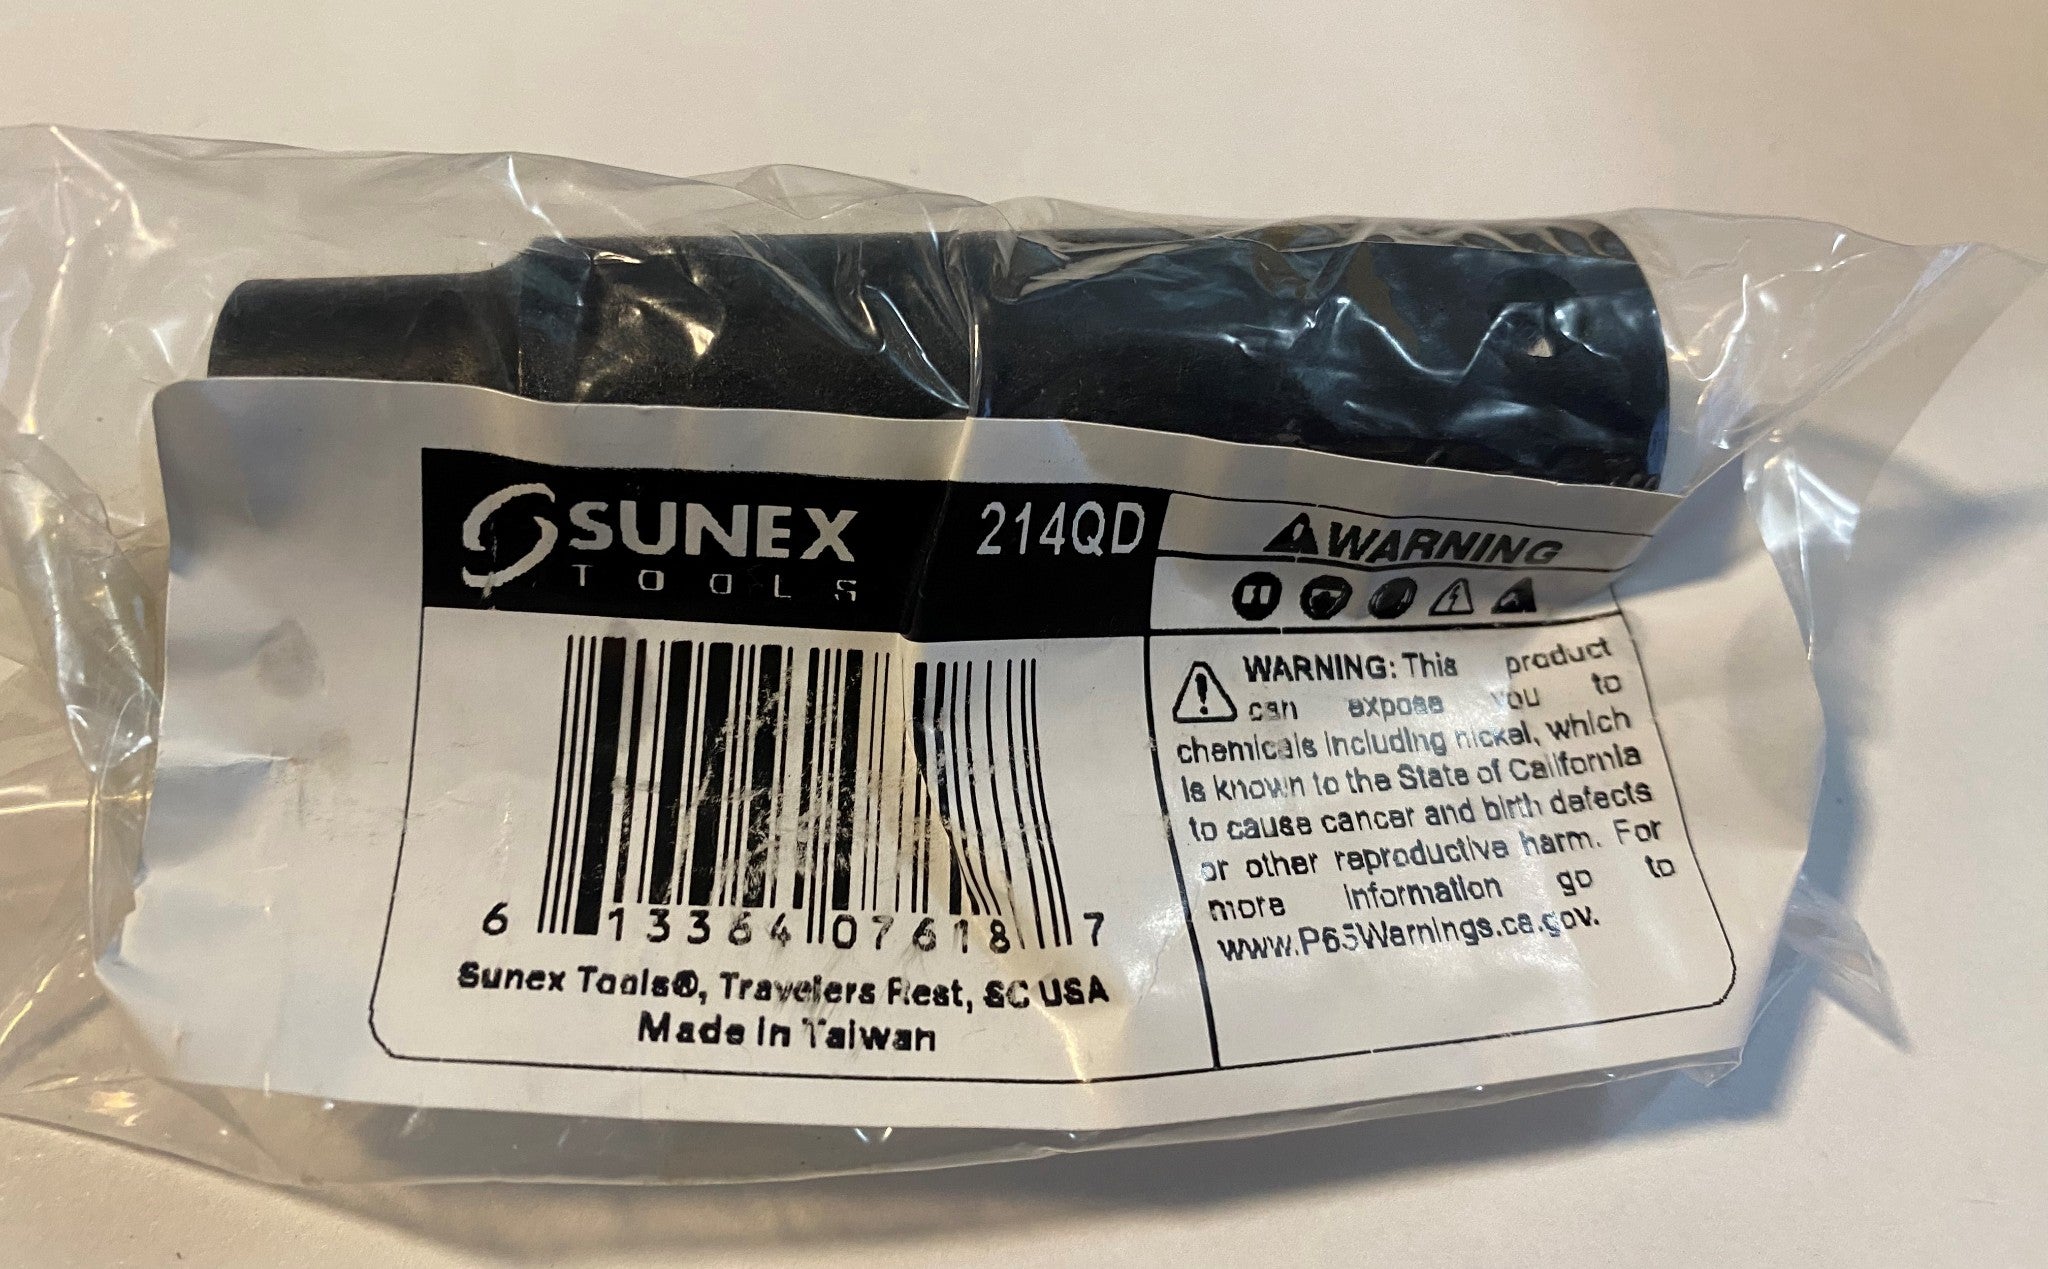 SUNEX
TOOLS
214QD
WARNING
6 13364 07618 7
Sunex Tools®, Travelers Rest, SC USA
Made in Taiwan
WARNING: This product
can expose you to
chemicals including nickel, which
is known to the State of California
to cause cancer and birth defects
or other reproductive harm. For
more information go to
www.P65Warnings.ca.gov.